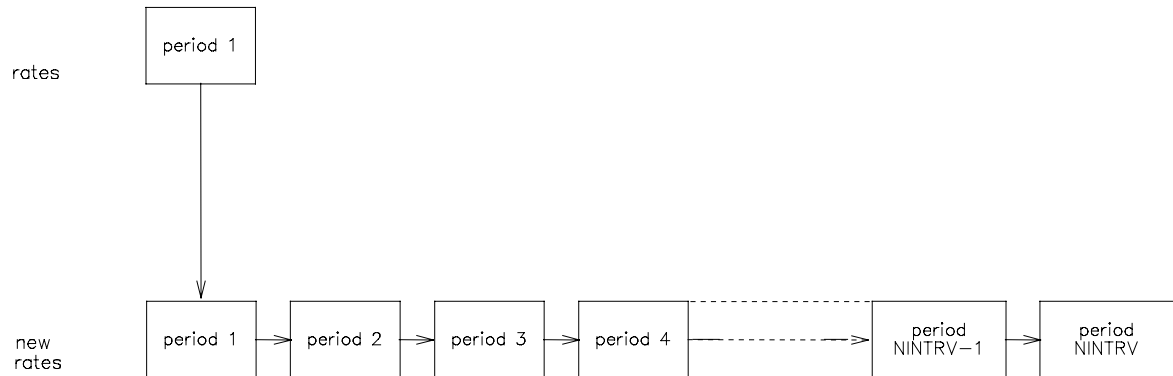 period 1
rates
period 1
period 2
period 3
period 4
period
NINTRV-1
period
NINTRV
new
rates